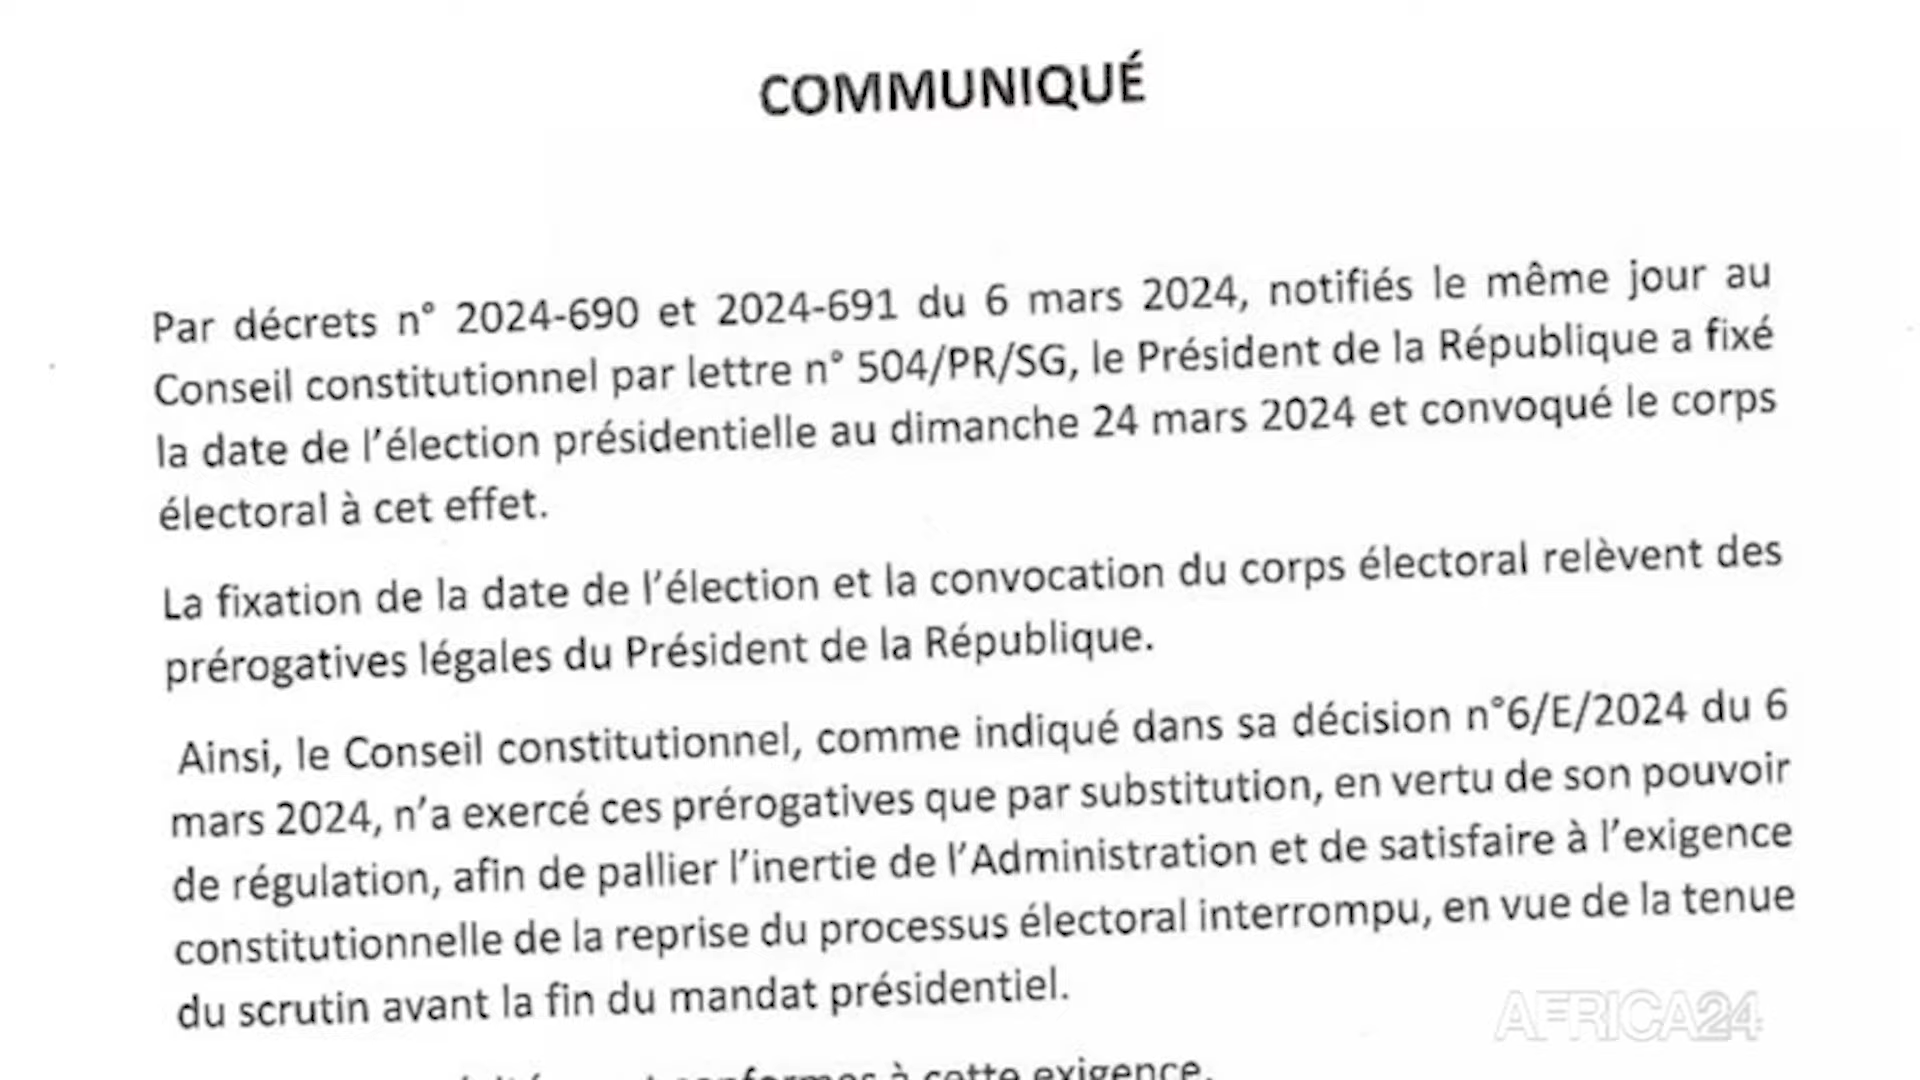 COMMUNIQUÉ
Par décrets n° 2024-690 et 2024-691 du 6 mars 2024, notifiés le même jour au
Conseil constitutionnel par lettre n° 504/PR/SG, le Président de la République a fixé
la date de l'élection présidentielle au dimanche 24 mars 2024 et convoqué le corps
électoral à cet effet.
La fixation de la date de l'élection et la convocation du corps électoral relèvent des
prérogatives légales du Président de la République.
Ainsi, le Conseil constitutionnel, comme indiqué dans sa décision n°6/E/2024 du 6
mars 2024, n'a exercé ces prérogatives que par substitution, en vertu de son pouvoir
de régulation, afin de pallier l'inertie de l'Administration et de satisfaire à l'exigence
constitutionnelle de la reprise du processus électoral interrompu, en vue de la tenue
du scrutin avant la fin du mandat présidentiel.
conformes à cette exigence.
AFRICA24